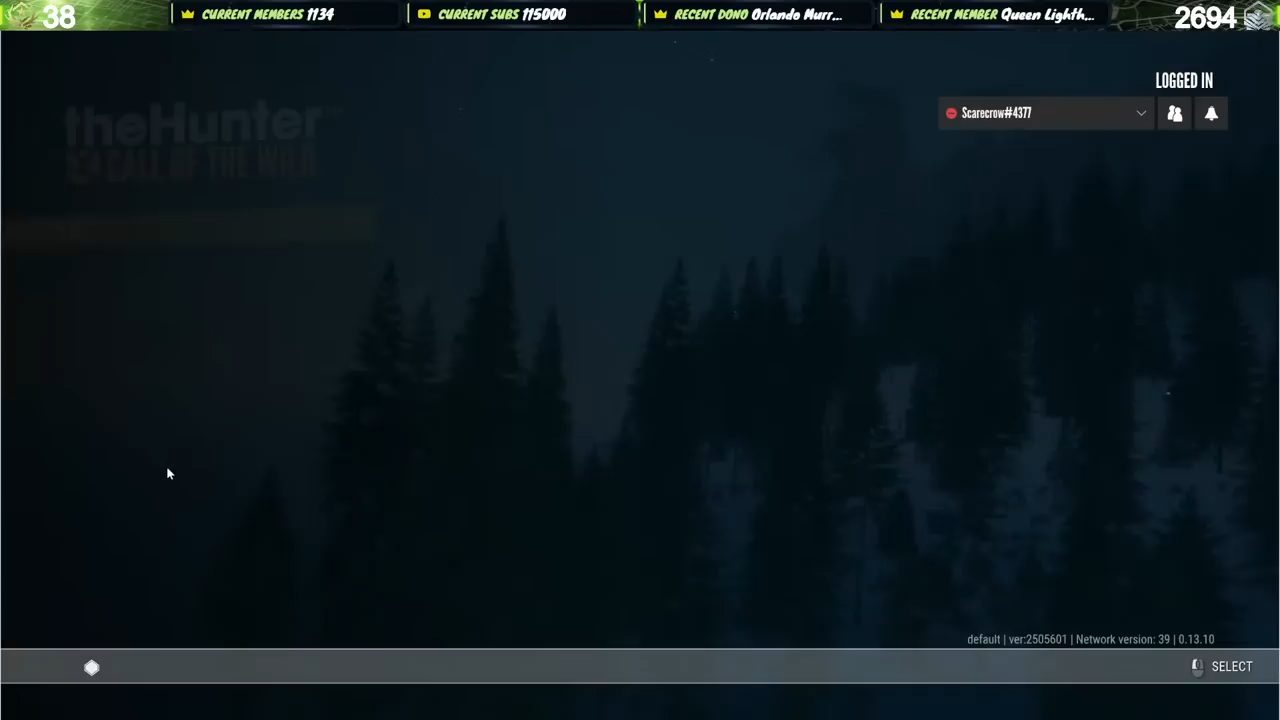 38
CURRENT MEMBERS 1134
CURRENT SUBS 115000
RECENT DONO Orlando Murr...
RECENT MEMBER Queen Lighth...
2694
theHunter
CALL OF THE WILD
LOGGED IN
Scarecrow#4377
default | ver:2505601 | Network version: 39 | 0.13.10
SELECT